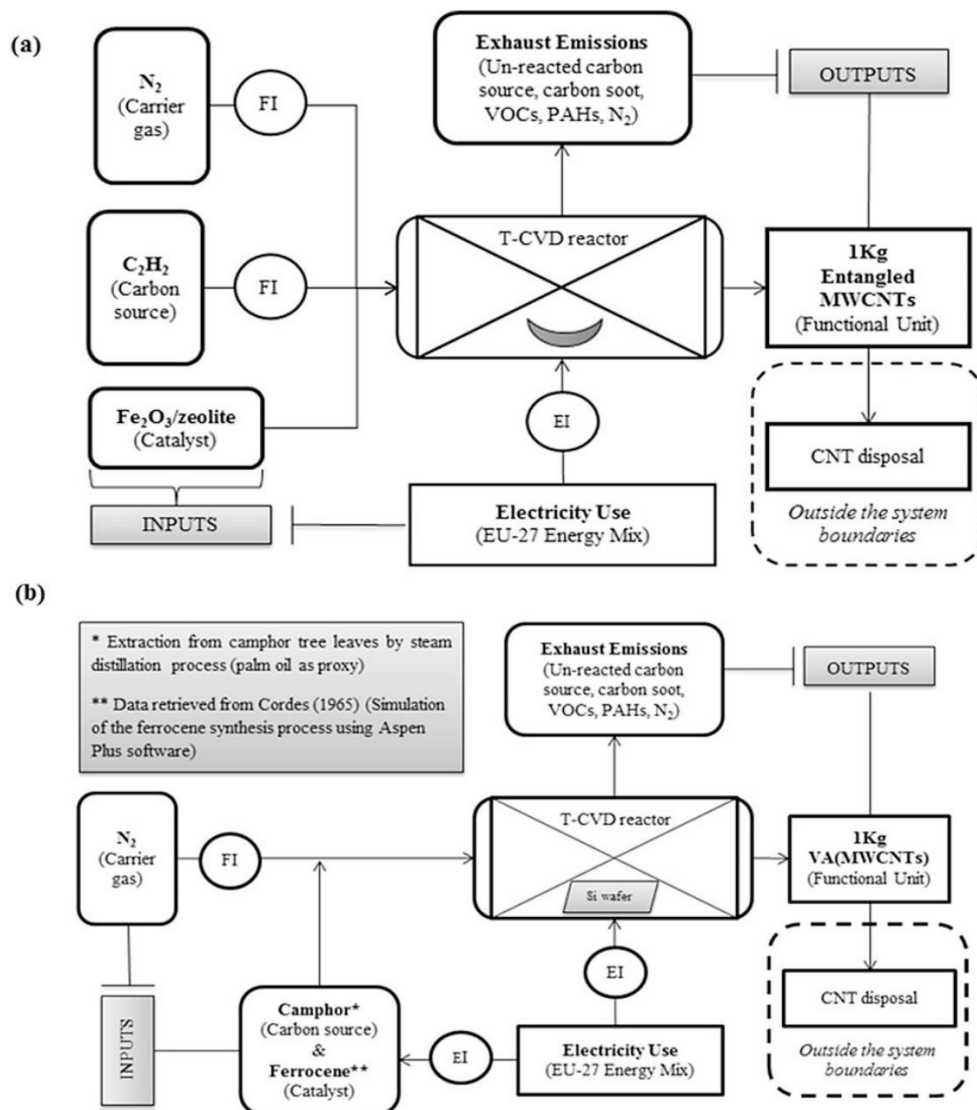 (a)
N₂
(Carrier
gas)
FI
C₂H₂
(Carbon
source)
FI
Fe₂O₃/zeolite
(Catalyst)
INPUTS
Exhaust Emissions
(Un-reacted carbon
source, carbon soot,
VOCs, PAHs, N₂)
OUTPUTS
T-CVD reactor
EI
Electricity Use
(EU-27 Energy Mix)
1Kg
Entangled
MWCNTs
(Functional Unit)
CNT disposal
Outside the system
boundaries
(b)
* Extraction from camphor tree leaves by steam
distillation process (palm oil as proxy)
** Data retrieved from Cordes (1965) (Simulation
of the ferrocene synthesis process using Aspen
Plus software)
N₂
(Carrier
gas)
FI
INPUTS
Camphor*
(Carbon source)
&
Ferrocene**
(Catalyst)
EI
Exhaust Emissions
(Un-reacted carbon
source, carbon soot,
VOCs, PAHs, N₂)
OUTPUTS
T-CVD reactor
Si wafer
EI
Electricity Use
(EU-27 Energy Mix)
1Kg
VA(MWCNTs)
(Functional Unit)
CNT disposal
Outside the system
boundaries